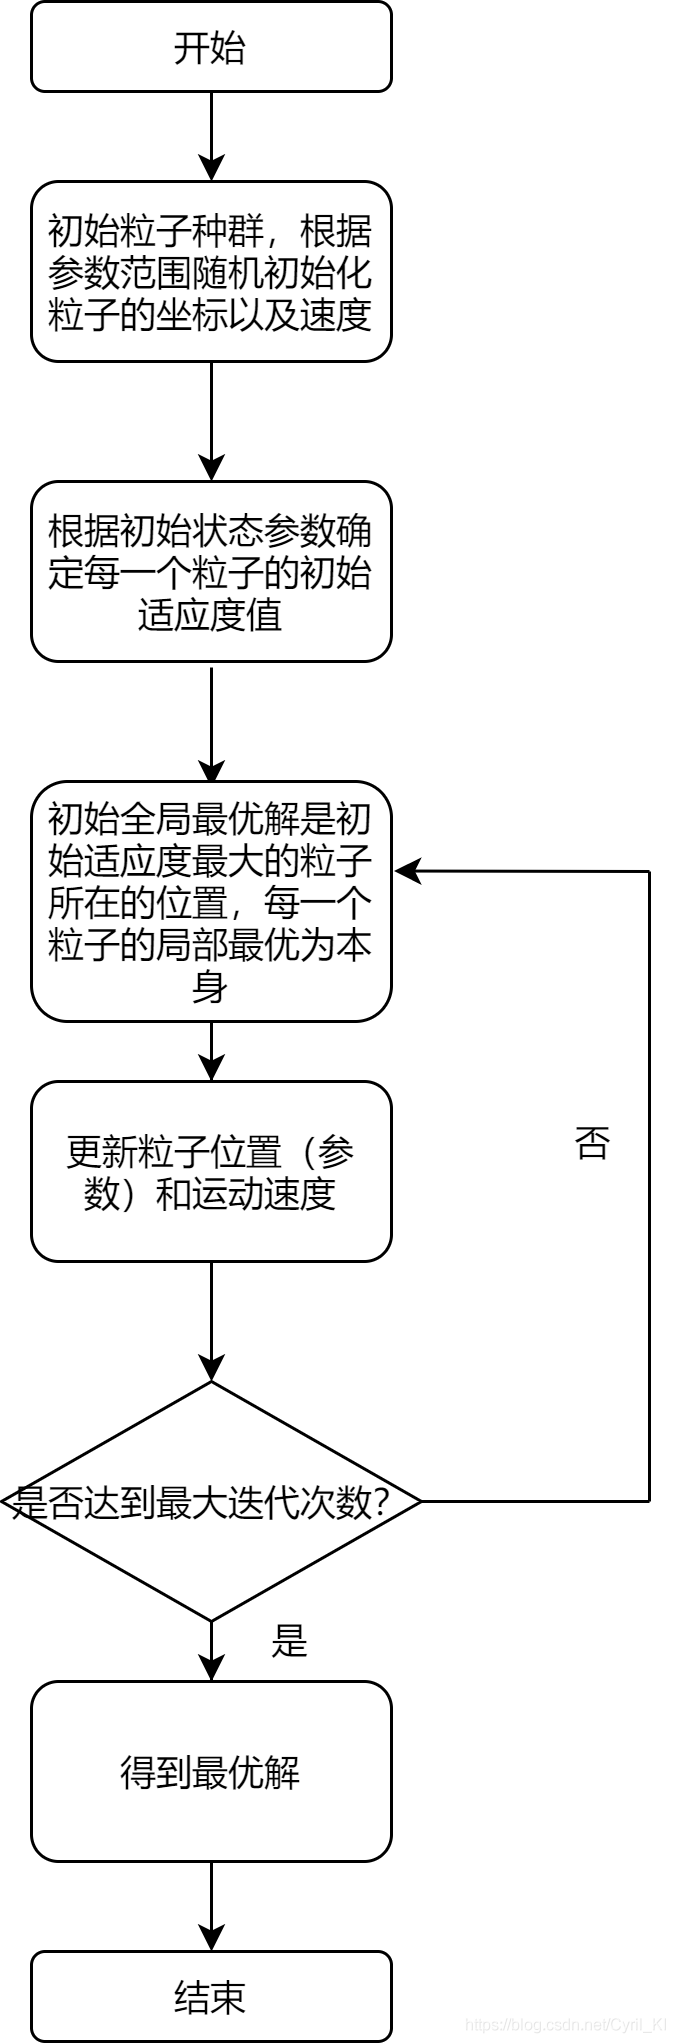 开始
初始粒子种群，根据
参数范围随机初始化
粒子的坐标以及速度
根据初始状态参数确
定每一个粒子的初始
适应度值
初始全局最优解是初
始适应度最大的粒子
所在的位置，每一个
粒子的局部最优为本
身
更新粒子位置（参
数）和运动速度
否
是否达到最大迭代次数？
是
得到最优解
结束
https://blog.csdn.net/Cyril_KI